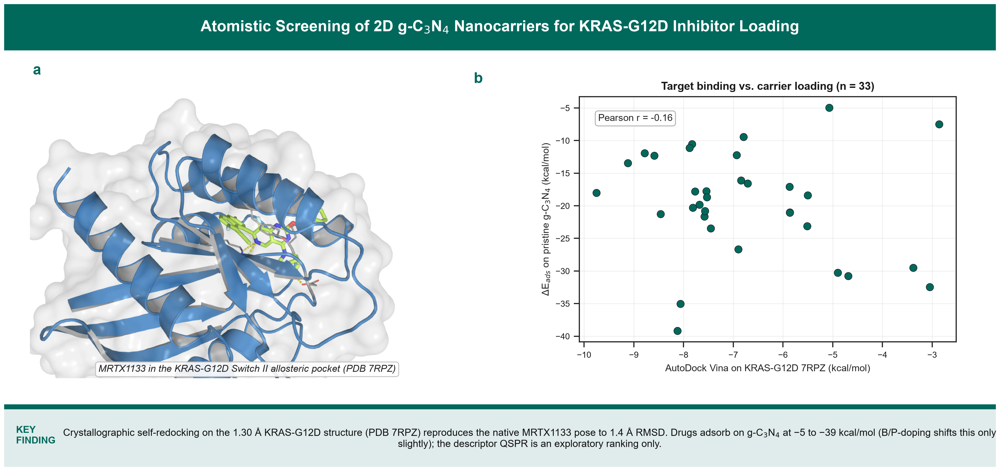 Atomistic Screening of 2D g-C₃N₄ Nanocarriers for KRAS-G12D Inhibitor Loading
a
MRTX1133 in the KRAS-G12D Switch II allosteric pocket (PDB 7RPZ)
b
Target binding vs. carrier loading (n = 33)
Pearson r = -0.16
ΔE_ads on pristine g-C₃N₄ (kcal/mol)
−5
−10
−15
−20
−25
−30
−35
−40
−10 −9 −8 −7 −6 −5 −4 −3
AutoDock Vina on KRAS-G12D 7RPZ (kcal/mol)
KEY
FINDING
Crystallographic self-redocking on the 1.30 Å KRAS-G12D structure (PDB 7RPZ) reproduces the native MRTX1133 pose to 1.4 Å RMSD. Drugs adsorb on g-C₃N₄ at −5 to −39 kcal/mol (B/P-doping shifts this only
slightly); the descriptor QSPR is an exploratory ranking only.